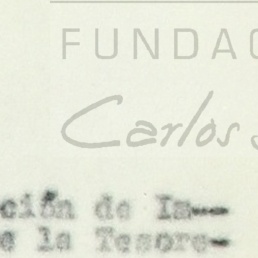 FUNDAC
Carlos S
ción de Im--
e la Tesore-